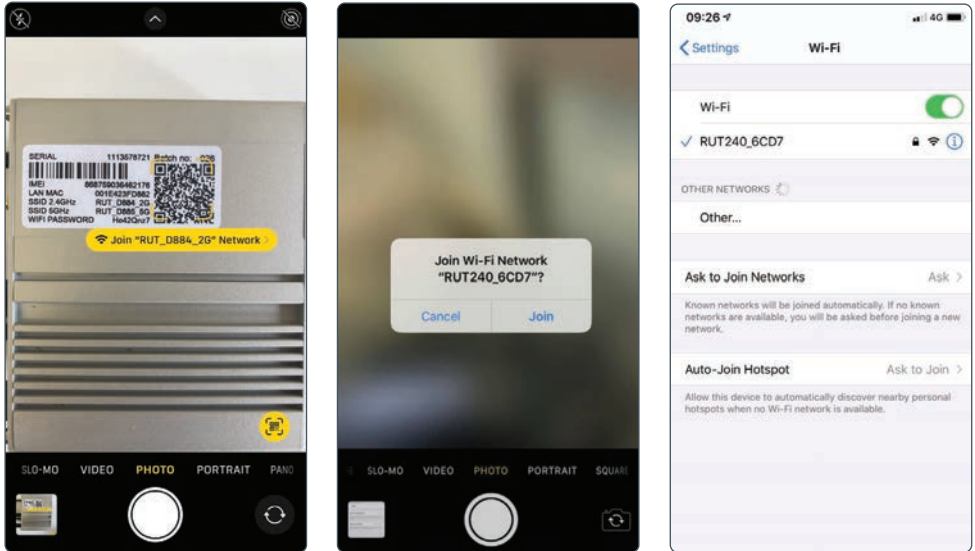 SERIAL 1113578721 Batch no: 026
IMEI 868759036462176
LAN MAC 001E423FD882
SSID 2.4GHz RUT_D884_2G
SSID 5GHz RUT_D885_5G
WIFI PASSWORD He42Qnz7
Join "RUT_D884_2G" Network
SLO-MO VIDEO PHOTO PORTRAIT PANO
Join Wi-Fi Network
"RUT240_6CD7"?
Cancel Join
SLO-MO VIDEO PHOTO PORTRAIT SQUARE
09:26 4G
Settings Wi-Fi
Wi-Fi
RUT240_6CD7
OTHER NETWORKS
Other...
Ask to Join Networks Ask
Known networks will be joined automatically. If no known
networks are available, you will be asked before joining a new
network.
Auto-Join Hotspot Ask to Join
Allow this device to automatically discover nearby personal
hotspots when no Wi-Fi network is available.